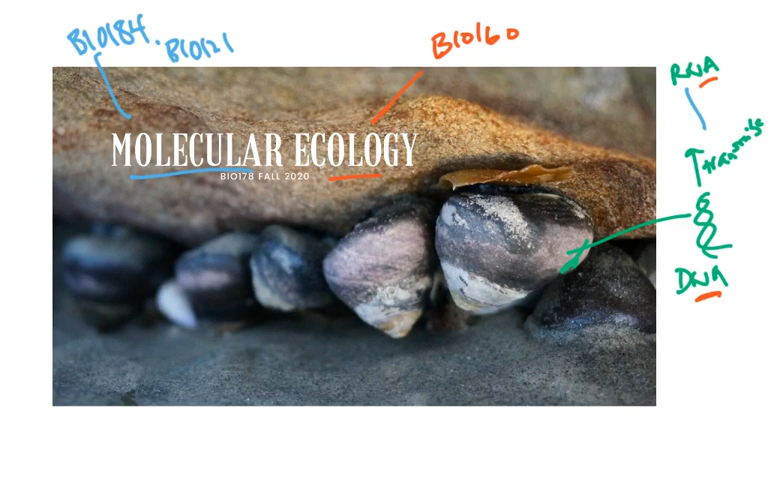 BIO184.
BIO121
BIO160
RNA
MOLECULAR ECOLOGY
BIO178 FALL 2020
DNA